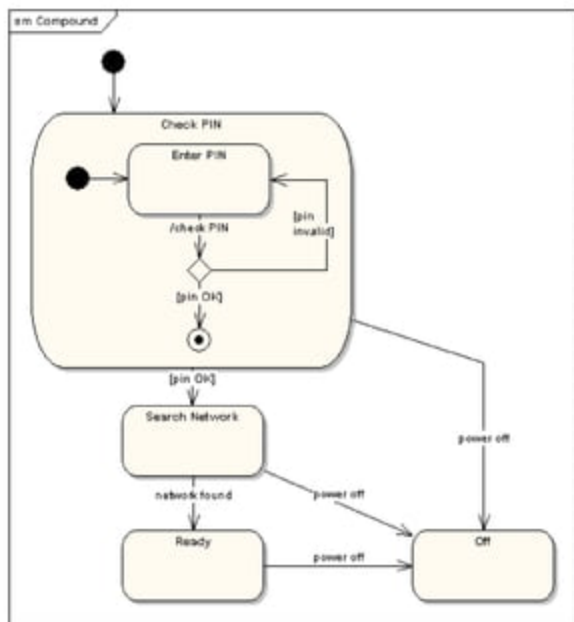 sm Compound
Check PIN
Enter PIN
/check PIN
[pin
invalid]
[pin OK]
[pin OK]
Search Network
power off
network found
power off
Ready
Off
power off